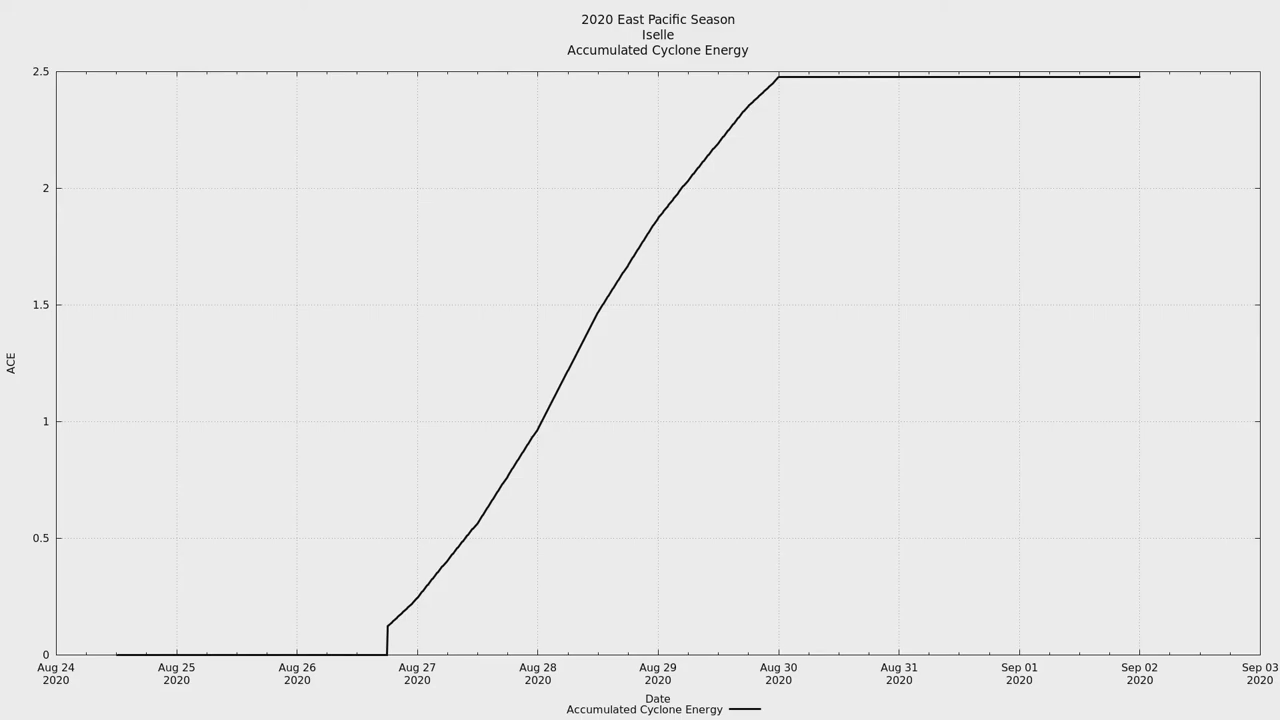 2020 East Pacific Season
Iselle
Accumulated Cyclone Energy
2.5
2
1.5
1
0.5
0
ACE
Aug 24 Aug 25 Aug 26 Aug 27 Aug 28 Aug 29 Aug 30 Aug 31 Sep 01 Sep 02 Sep 03
2020 2020 2020 2020 2020 2020 2020 2020 2020 2020 2020
Date
Accumulated Cyclone Energy